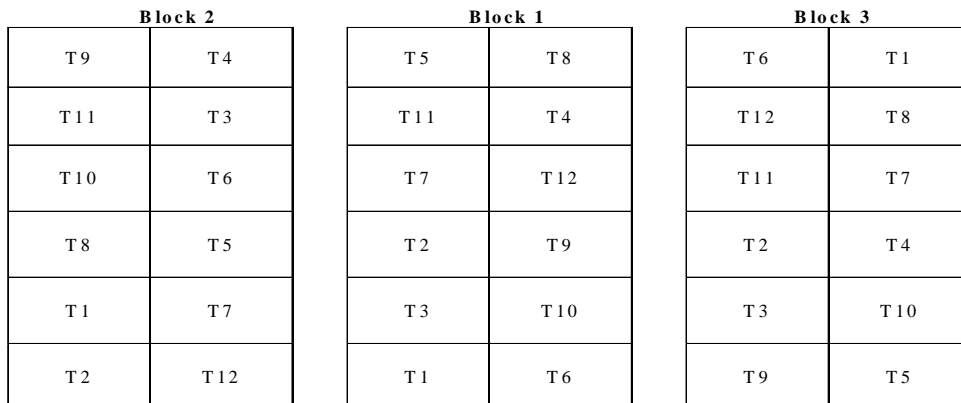 Block 2 Block 1 Block 3
T9 T4 T5 T8 T6 T1
T11 T3 T11 T4 T12 T8
T10 T6 T7 T12 T11 T7
T8 T5 T2 T9 T2 T4
T1 T7 T3 T10 T3 T10
T2 T12 T1 T6 T9 T5